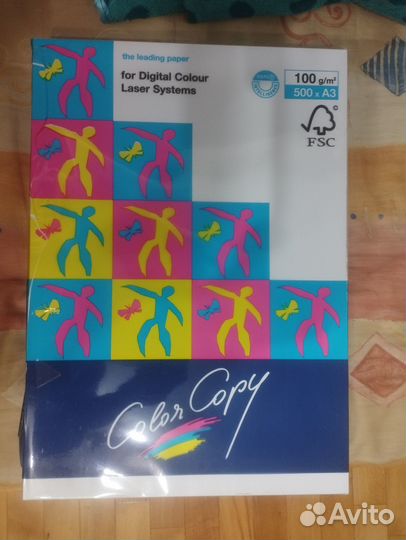 the leading paper
for Digital Colour
Laser Systems
100 g/m²
500 x A3
FSC
Color Copy
Avito